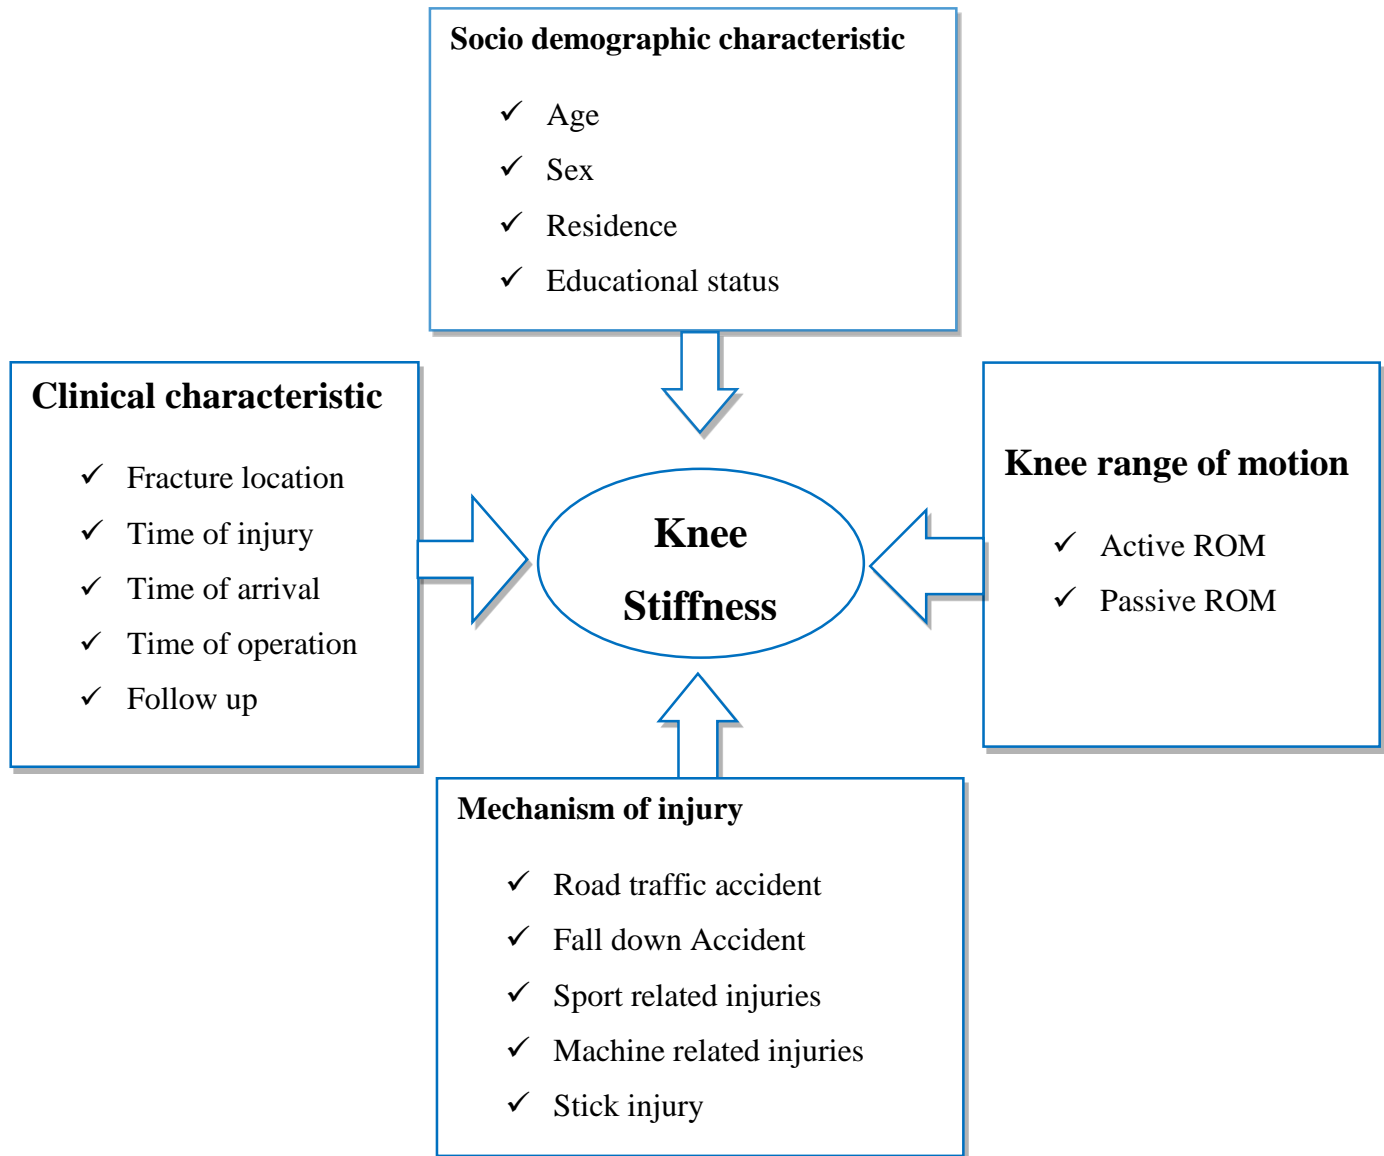 Socio demographic characteristic
✓ Age
✓ Sex
✓ Residence
✓ Educational status
Clinical characteristic
✓ Fracture location
✓ Time of injury
✓ Time of arrival
✓ Time of operation
✓ Follow up
Knee
Stiffness
Knee range of motion
✓ Active ROM
✓ Passive ROM
Mechanism of injury
✓ Road traffic accident
✓ Fall down Accident
✓ Sport related injuries
✓ Machine related injuries
✓ Stick injury